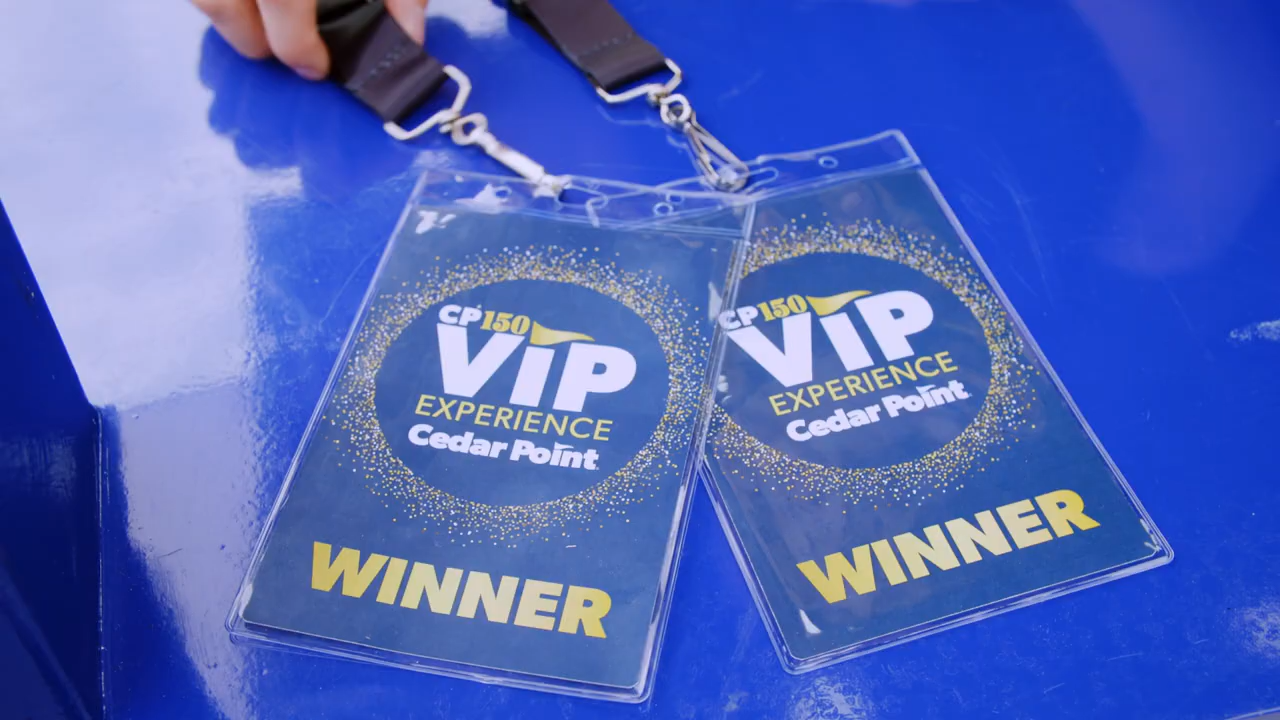 CP150
ViP
EXPERIENCE
Cedar Point
WINNER
CP150
ViP
EXPERIENCE
Cedar Point
WINNER